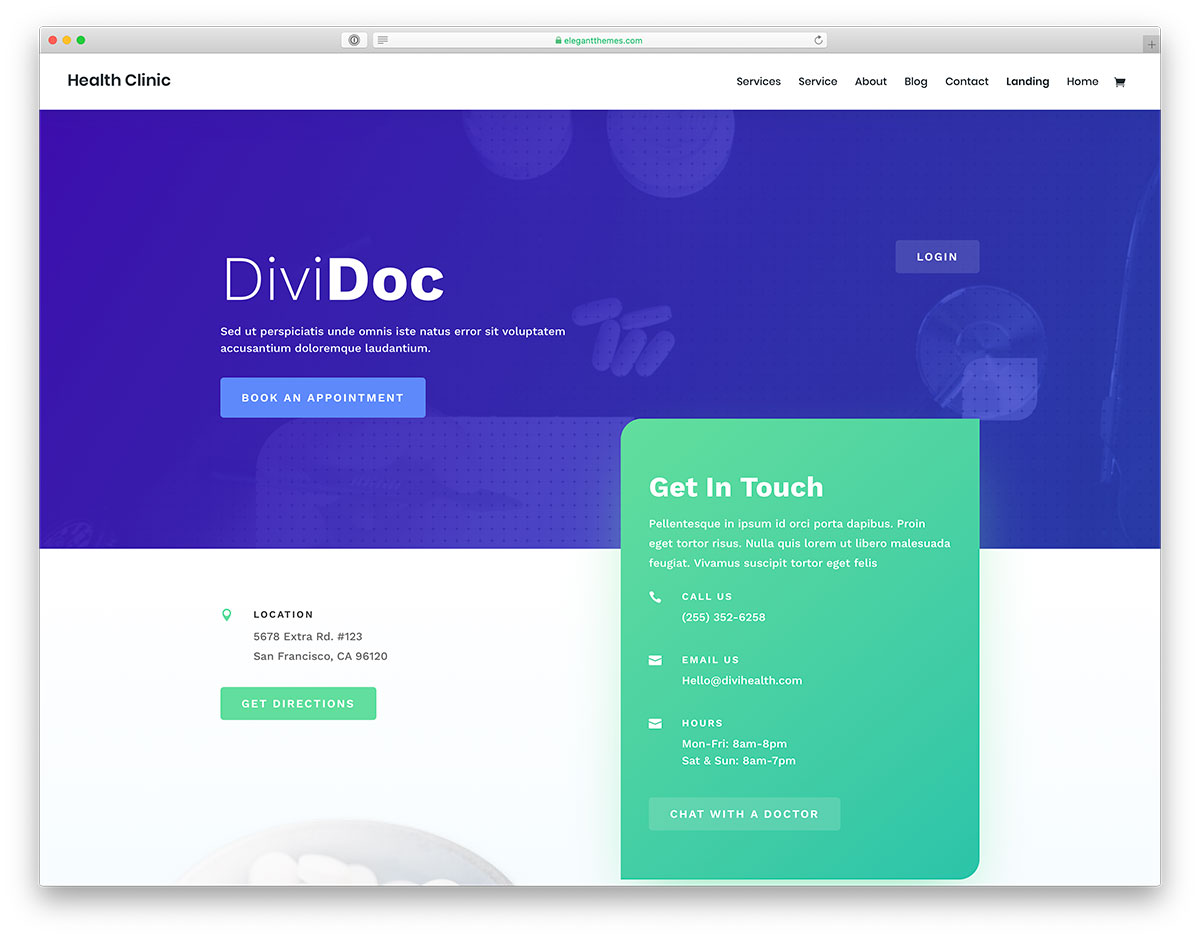 elegantthemes.com
Health Clinic
Services Service About Blog Contact Landing Home
DiviDoc
Sed ut perspiciatis unde omnis iste natus error sit voluptatem
accusantium doloremque laudantium.
BOOK AN APPOINTMENT
LOGIN
Get In Touch
Pellentesque in ipsum id orci porta dapibus. Proin
eget tortor risus. Nulla quis lorem ut libero malesuada
feugiat. Vivamus suscipit tortor eget felis
CALL US
(255) 352-6258
EMAIL US
Hello@divihealth.com
HOURS
Mon-Fri: 8am-8pm
Sat & Sun: 8am-7pm
CHAT WITH A DOCTOR
LOCATION
5678 Extra Rd. #123
San Francisco, CA 96120
GET DIRECTIONS